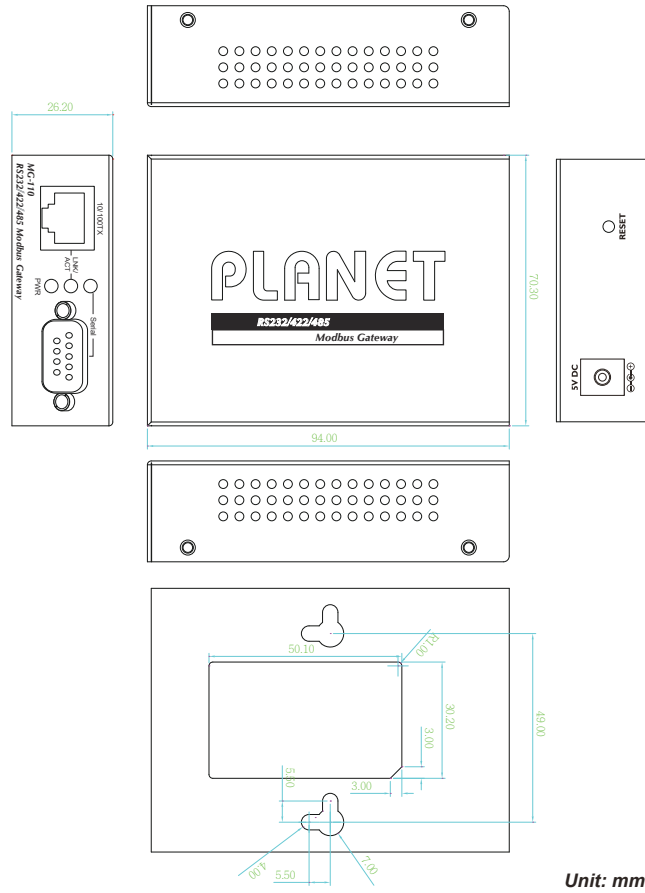 26.20
MG-110
RS232/422/485 Modbus Gateway
10/100TX
LNK/
ACT
PWR
Serial
PLANET
RS232/422/485
Modbus Gateway
70.30
94.00
RESET
5V DC
50.10
R1.00
30.20
49.00
3.00
3.00
5.50
5.50
4.00
7.00
Unit: mm